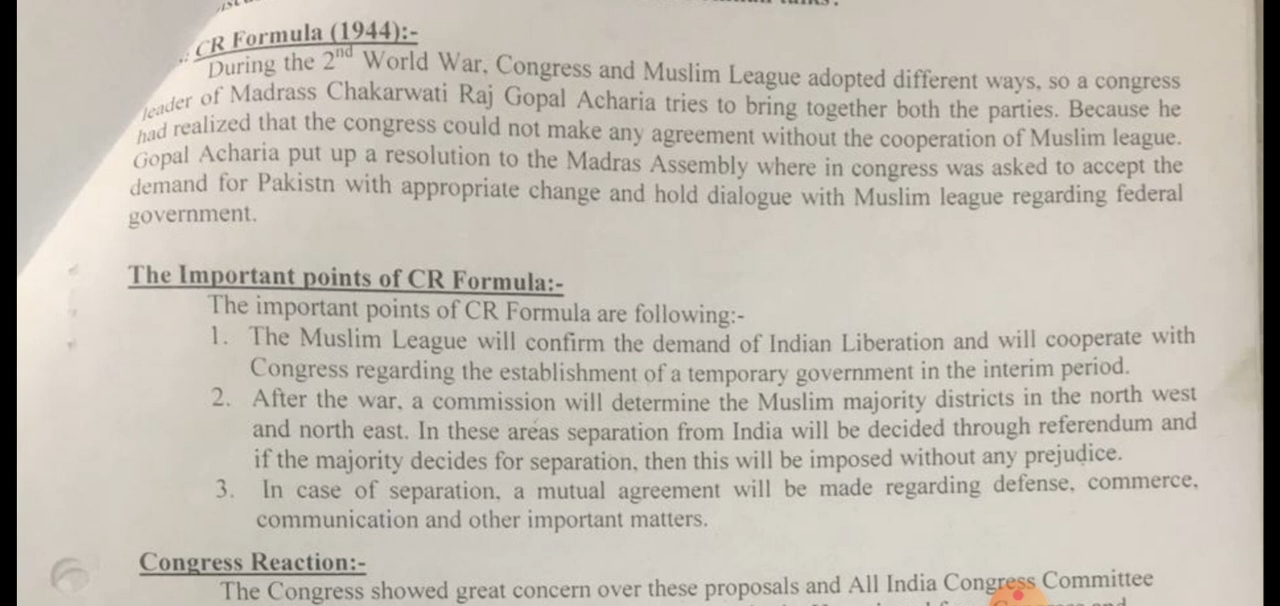 CR Formula (1944):-
During the 2nd World War, Congress and Muslim League adopted different ways, so a congress
leader of Madrass Chakarwati Raj Gopal Acharia tries to bring together both the parties. Because he
had realized that the congress could not make any agreement without the cooperation of Muslim league.
Gopal Acharia put up a resolution to the Madras Assembly where in congress was asked to accept the
demand for Pakistn with appropriate change and hold dialogue with Muslim league regarding federal
government.
The Important points of CR Formula:-
The important points of CR Formula are following:-
1. The Muslim League will confirm the demand of Indian Liberation and will cooperate with
Congress regarding the establishment of a temporary government in the interim period.
2. After the war, a commission will determine the Muslim majority districts in the north west
and north east. In these areas separation from India will be decided through referendum and
if the majority decides for separation, then this will be imposed without any prejudice.
3. In case of separation, a mutual agreement will be made regarding defense, commerce,
communication and other important matters.
Congress Reaction:-
The Congress showed great concern over these proposals and All India Congress Committee